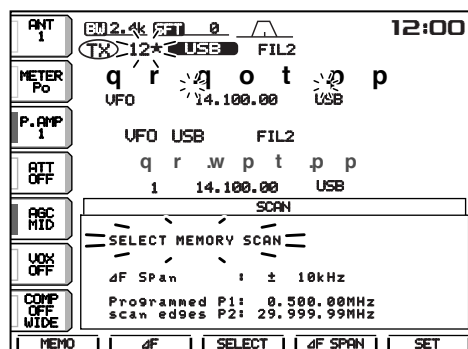 ANT 1
BW 2.4k SFT 0
12:00
TX 12★ USB FIL2
METER Po
q r . q o t . p p
VFO 14.100.00 USB
P.AMP 1
VFO USB FIL2
ATT OFF
q r .w p t .p p
1 14.100.00 USB
AGC MID
SCAN
SELECT MEMORY SCAN
VOX OFF
ΔF SPan : ± 10kHz
COMP OFF WIDE
Programmed P1: 0.500.00MHz
scan edges P2: 29.999.99MHz
MEMO ΔF SELECT ΔF SPAN SET